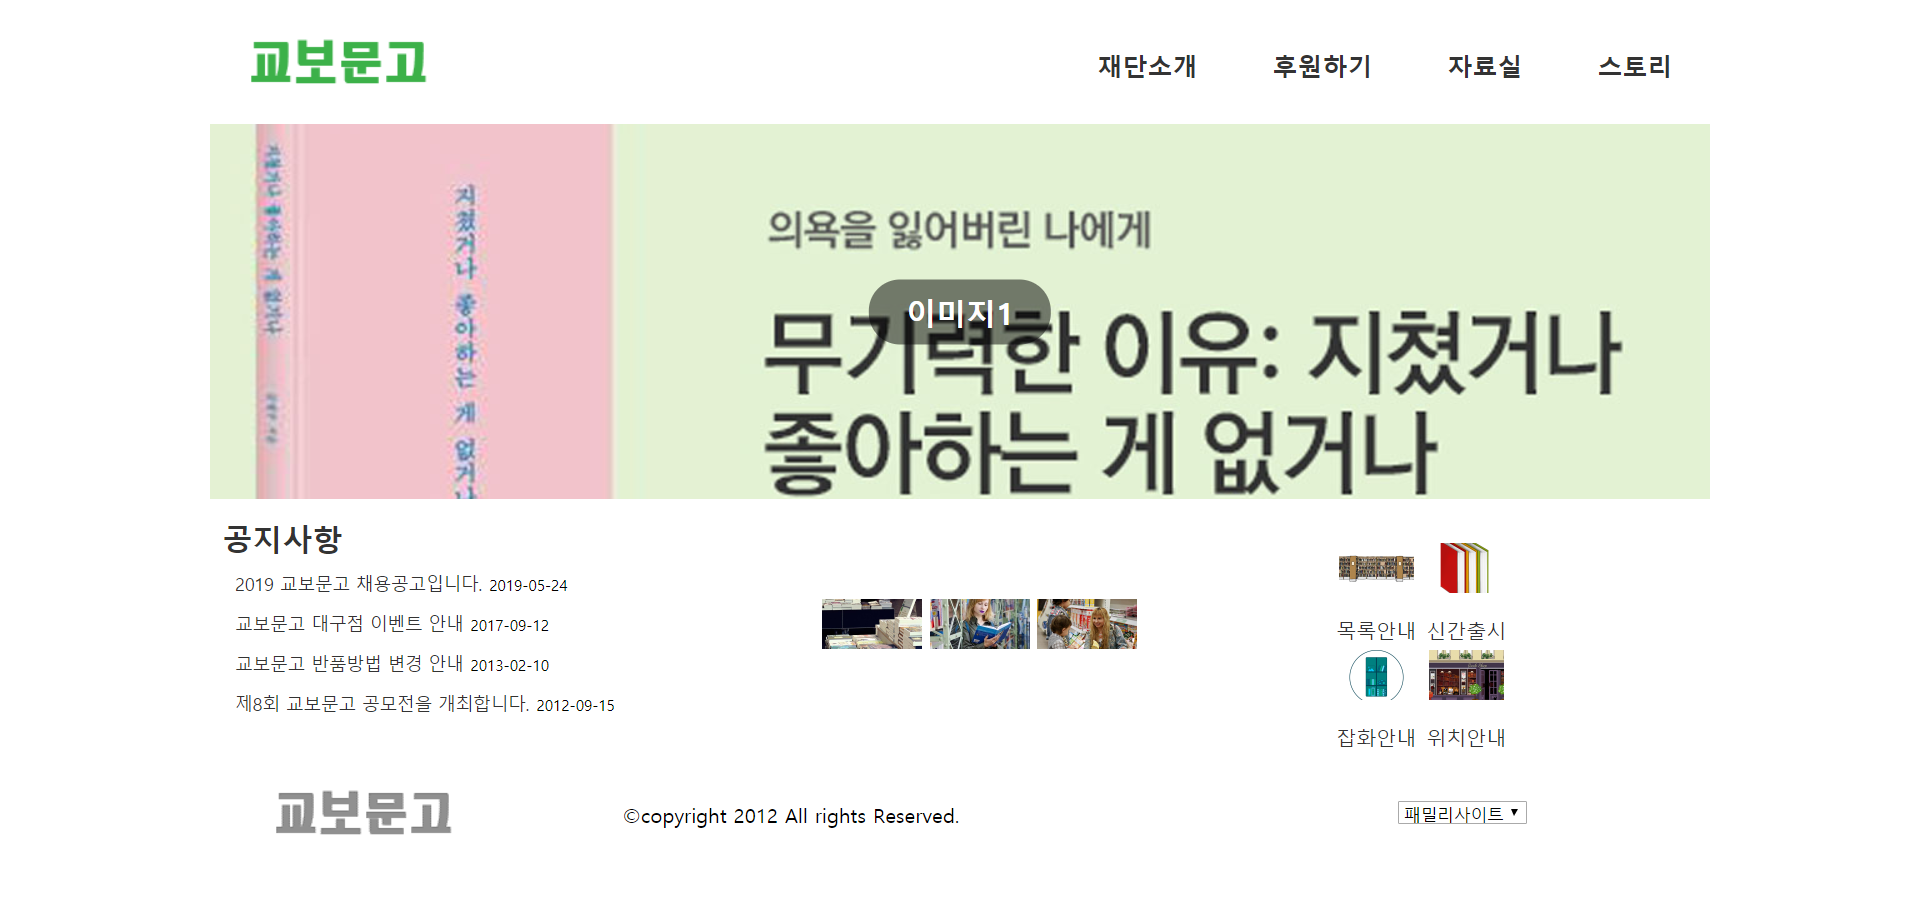 교보문고
재단소개 후원하기 자료실 스토리
지쳤거나 좋아하는 게 없거나
지쳤거나 좋아하는 게 없거나
의욕을 잃어버린 나에게
이미지1
무기력한 이유: 지쳤거나
좋아하는 게 없거나
공지사항
2019 교보문고 채용공고입니다. 2019-05-24
교보문고 대구점 이벤트 안내 2017-09-12
교보문고 반품방법 변경 안내 2013-02-10
제8회 교보문고 공모전을 개최합니다. 2012-09-15
목록안내 신간출시
잡화안내 위치안내
교보문고
©copyright 2012 All rights Reserved.
패밀리사이트